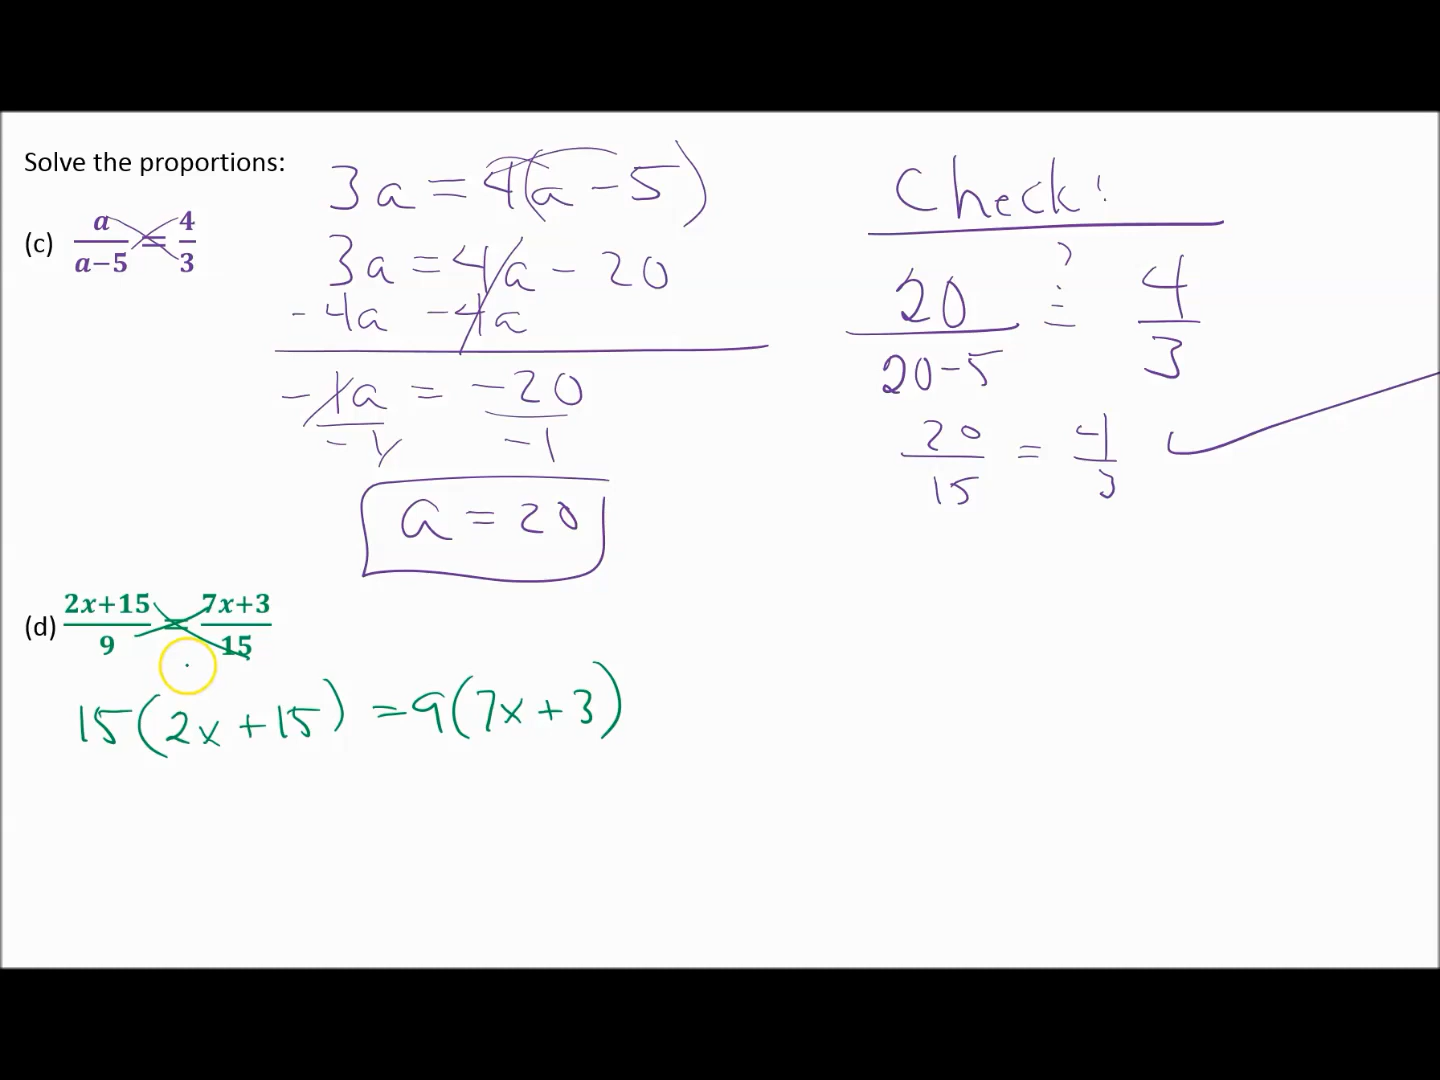 Solve the proportions:
(c) a/(a−5) = 4/3
3a = 4(a - 5)
3a = 4a - 20
- 4a - 4a
-1a = -20
-1 -1
a = 20
Check!
20/(20-5) ?= 4/3
20/15 = 4/3 ✓
(d) (2x+15)/9 = (7x+3)/15
15(2x + 15) = 9(7x + 3)